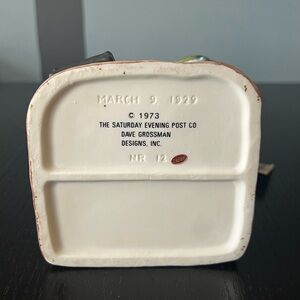 MARCH 9, 1929
© 1973
THE SATURDAY EVENING POST CO
DAVE GROSSMAN
DESIGNS, INC.
NR 12